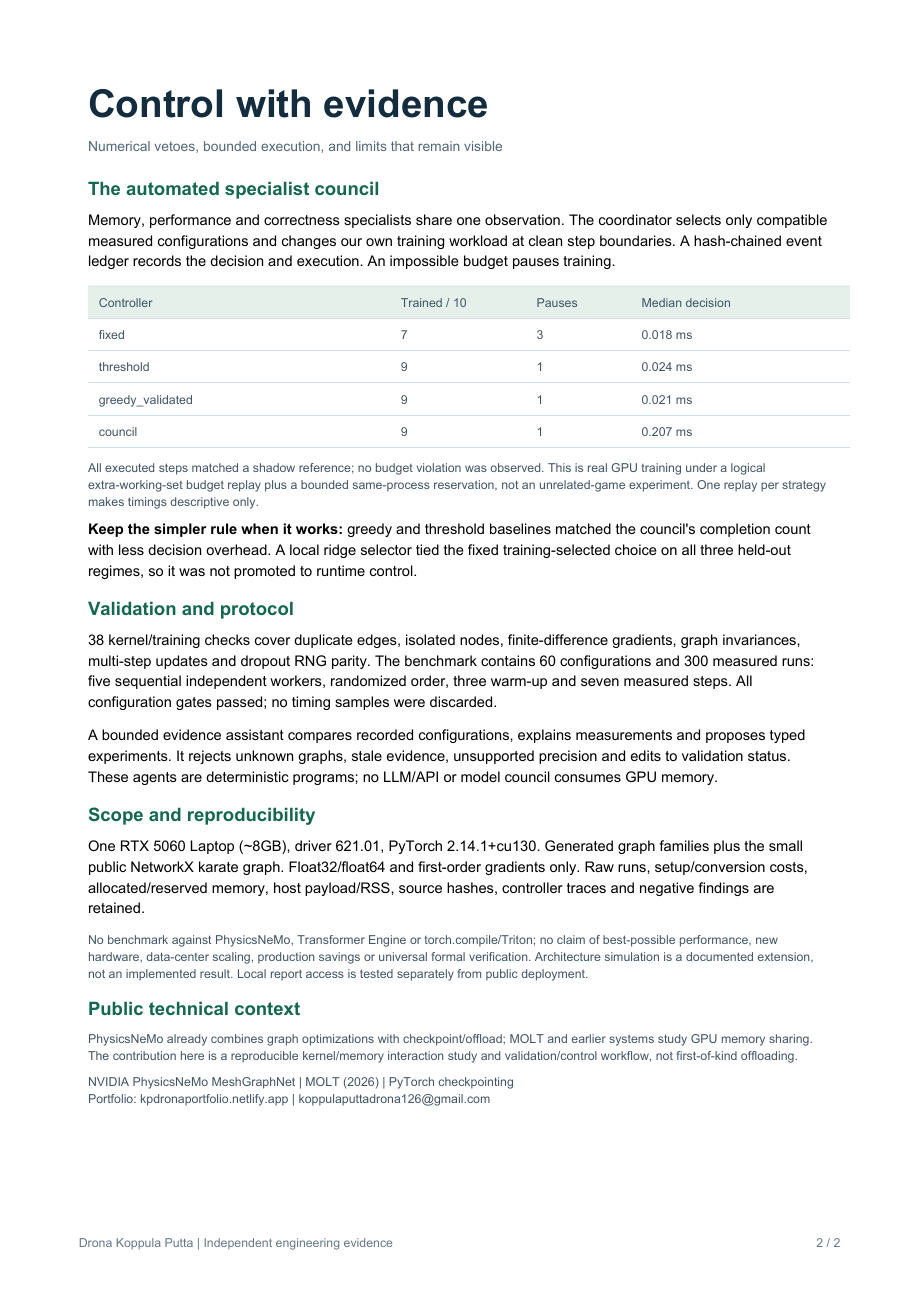 Control with evidence
Numerical vetoes, bounded execution, and limits that remain visible
The automated specialist council
Memory, performance and correctness specialists share one observation. The coordinator selects only compatible
measured configurations and changes our own training workload at clean step boundaries. A hash-chained event
ledger records the decision and execution. An impossible budget pauses training.
Controller Trained / 10 Pauses Median decision
fixed 7 3 0.018 ms
threshold 9 1 0.024 ms
greedy_validated 9 1 0.021 ms
council 9 1 0.207 ms
All executed steps matched a shadow reference; no budget violation was observed. This is real GPU training under a logical
extra-working-set budget replay plus a bounded same-process reservation, not an unrelated-game experiment. One replay per strategy
makes timings descriptive only.
Keep the simpler rule when it works: greedy and threshold baselines matched the council's completion count
with less decision overhead. A local ridge selector tied the fixed training-selected choice on all three held-out
regimes, so it was not promoted to runtime control.
Validation and protocol
38 kernel/training checks cover duplicate edges, isolated nodes, finite-difference gradients, graph invariances,
multi-step updates and dropout RNG parity. The benchmark contains 60 configurations and 300 measured runs:
five sequential independent workers, randomized order, three warm-up and seven measured steps. All
configuration gates passed; no timing samples were discarded.
A bounded evidence assistant compares recorded configurations, explains measurements and proposes typed
experiments. It rejects unknown graphs, stale evidence, unsupported precision and edits to validation status.
These agents are deterministic programs; no LLM/API or model council consumes GPU memory.
Scope and reproducibility
One RTX 5060 Laptop (~8GB), driver 621.01, PyTorch 2.14.1+cu130. Generated graph families plus the small
public NetworkX karate graph. Float32/float64 and first-order gradients only. Raw runs, setup/conversion costs,
allocated/reserved memory, host payload/RSS, source hashes, controller traces and negative findings are
retained.
No benchmark against PhysicsNeMo, Transformer Engine or torch.compile/Triton; no claim of best-possible performance, new
hardware, data-center scaling, production savings or universal formal verification. Architecture simulation is a documented extension,
not an implemented result. Local report access is tested separately from public deployment.
Public technical context
PhysicsNeMo already combines graph optimizations with checkpoint/offload; MOLT and earlier systems study GPU memory sharing.
The contribution here is a reproducible kernel/memory interaction study and validation/control workflow, not first-of-kind offloading.
NVIDIA PhysicsNeMo MeshGraphNet | MOLT (2026) | PyTorch checkpointing
Portfolio: kpdronaportfolio.netlify.app | koppulaputtadrona126@gmail.com
Drona Koppula Putta | Independent engineering evidence 2 / 2